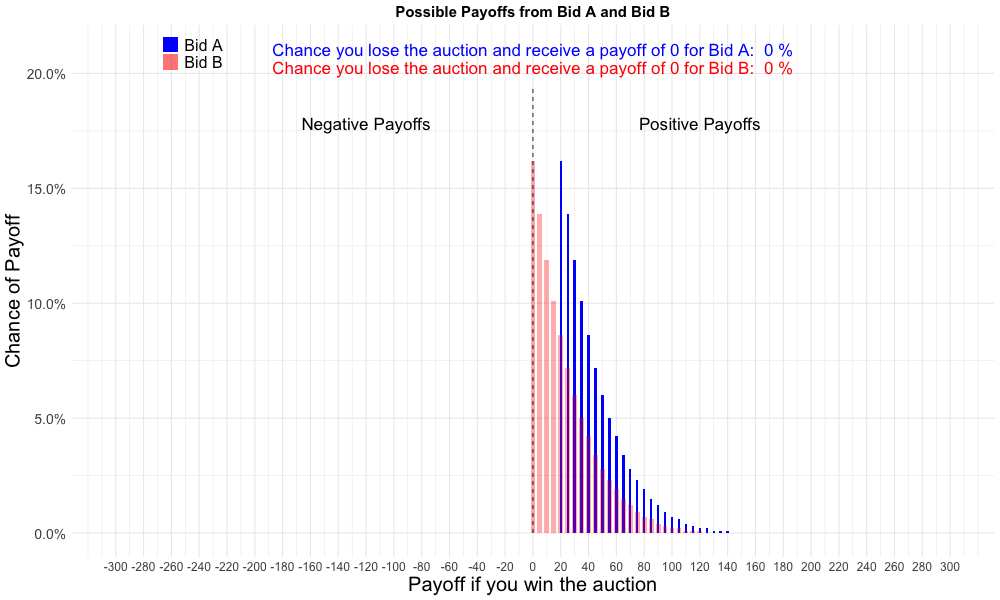 Possible Payoffs from Bid A and Bid B
Bid A
Bid B
Chance you lose the auction and receive a payoff of 0 for Bid A:  0 %
Chance you lose the auction and receive a payoff of 0 for Bid B:  0 %
Negative Payoffs
Positive Payoffs
Chance of Payoff
20.0%
15.0%
10.0%
5.0%
0.0%
-300 -280 -260 -240 -220 -200 -180 -160 -140 -120 -100 -80 -60 -40 -20 0 20 40 60 80 100 120 140 160 180 200 220 240 260 280 300
Payoff if you win the auction